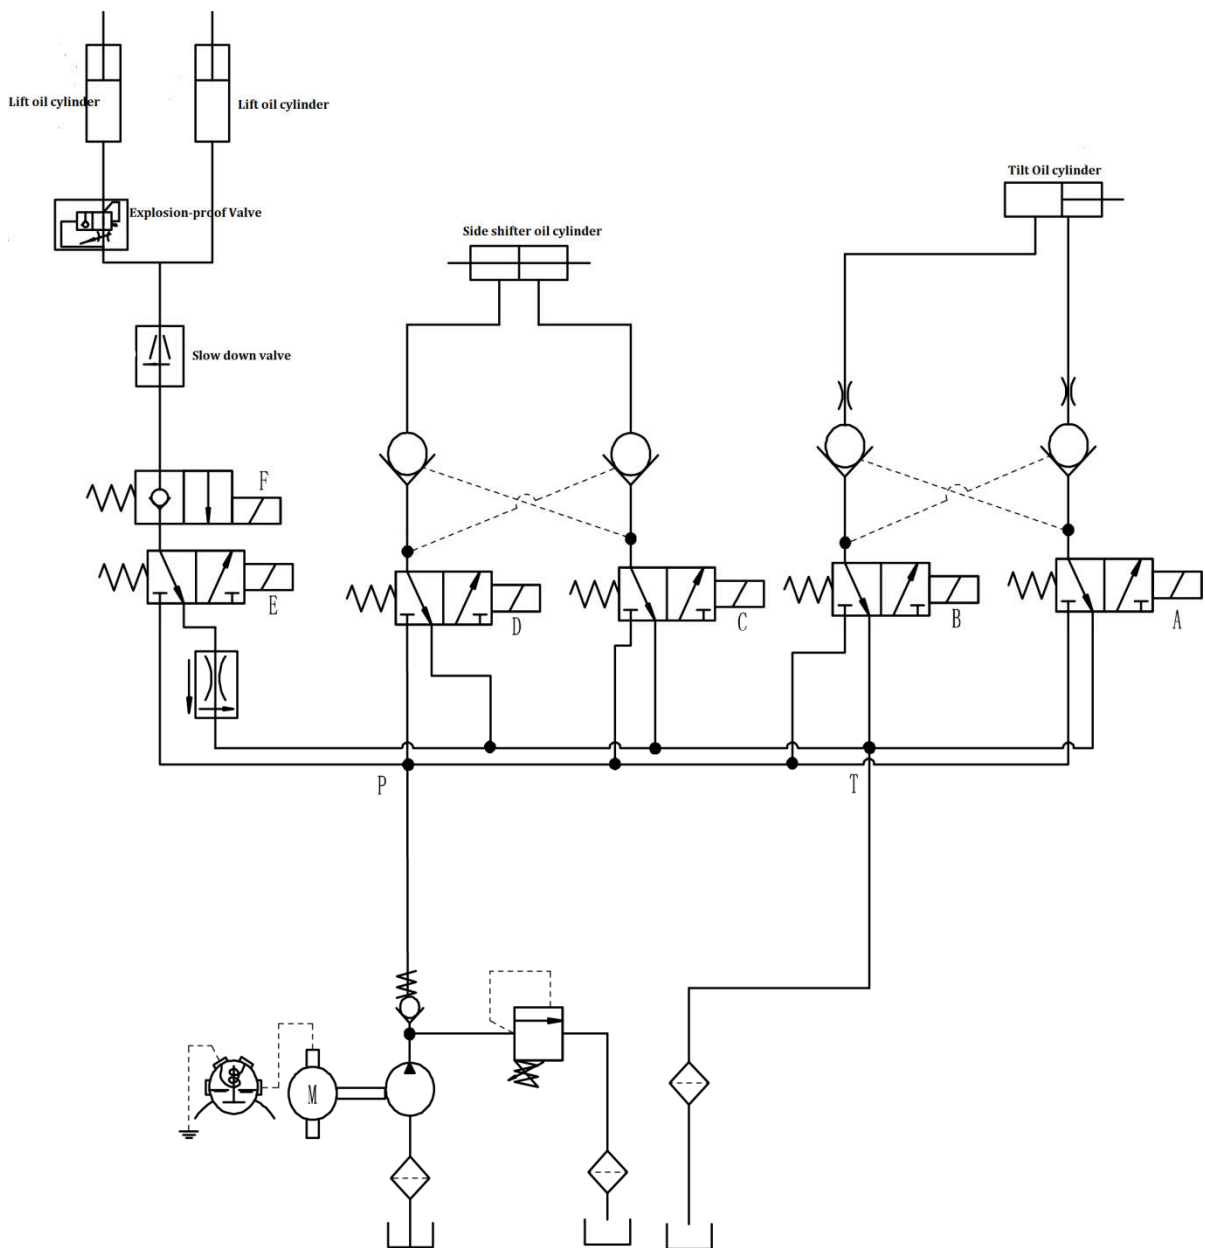 Lift oil cylinder
Lift oil cylinder
Explosion-proof Valve
Tilt Oil cylinder
Side shifter oil cylinder
Slow down valve
F
E
D
C
B
A
P
T
M